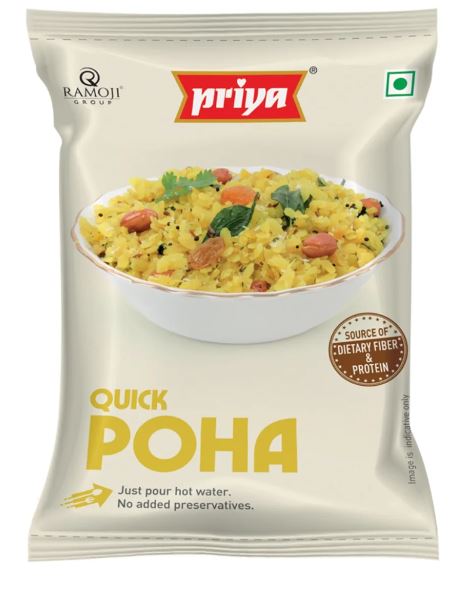 RAMOJI
GROUP
priya®
SOURCE OF
DIETARY FIBER
&
PROTEIN
QUICK
POHA
Just pour hot water.
No added preservatives.
Image is indicative only